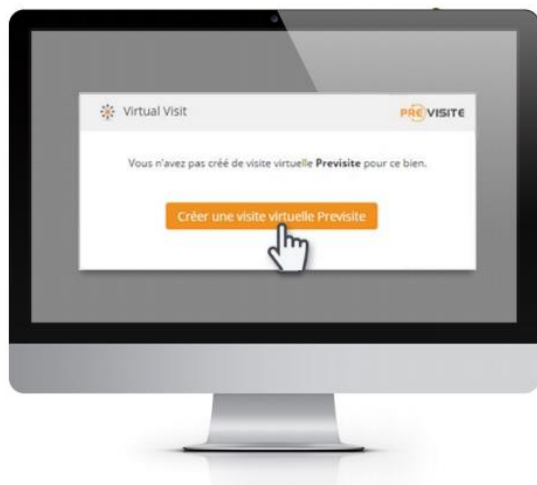 Virtual Visit
PREVISITE
Vous n'avez pas créé de visite virtuelle Previsite pour ce bien.
Créer une visite virtuelle Previsite